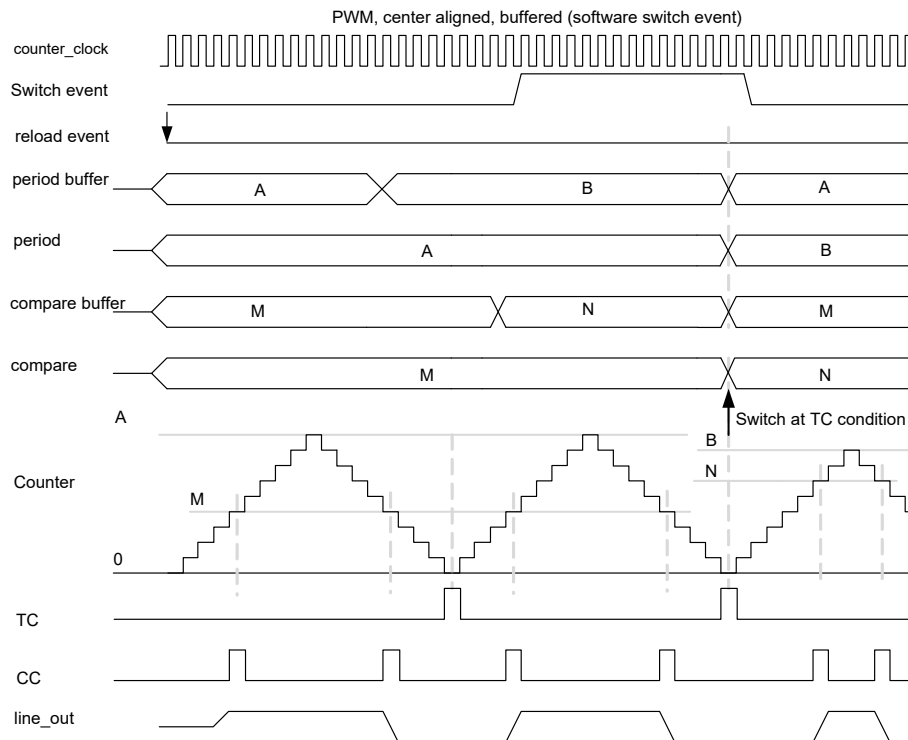 PWM, center aligned, buffered (software switch event)
counter_clock
Switch event
reload event
period buffer
A
B
A
period
A
B
compare buffer
M
N
M
compare
M
N
Switch at TC condition
A
B
N
Counter
M
0
TC
CC
line_out